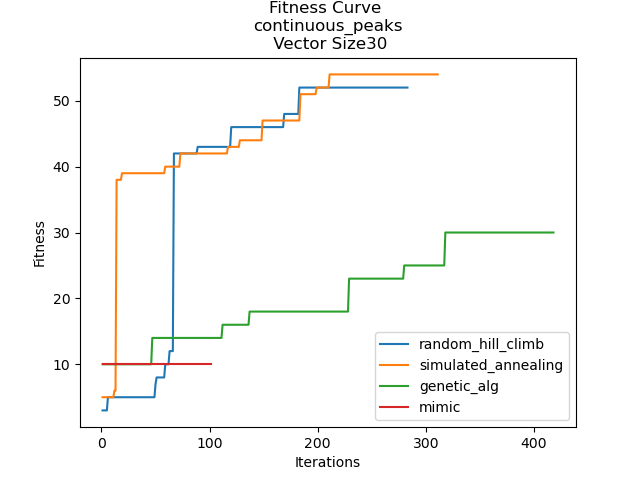 Fitness Curve
continuous_peaks
Vector Size30
Fitness
50
40
30
20
10
0
100
200
300
400
Iterations
random_hill_climb
simulated_annealing
genetic_alg
mimic